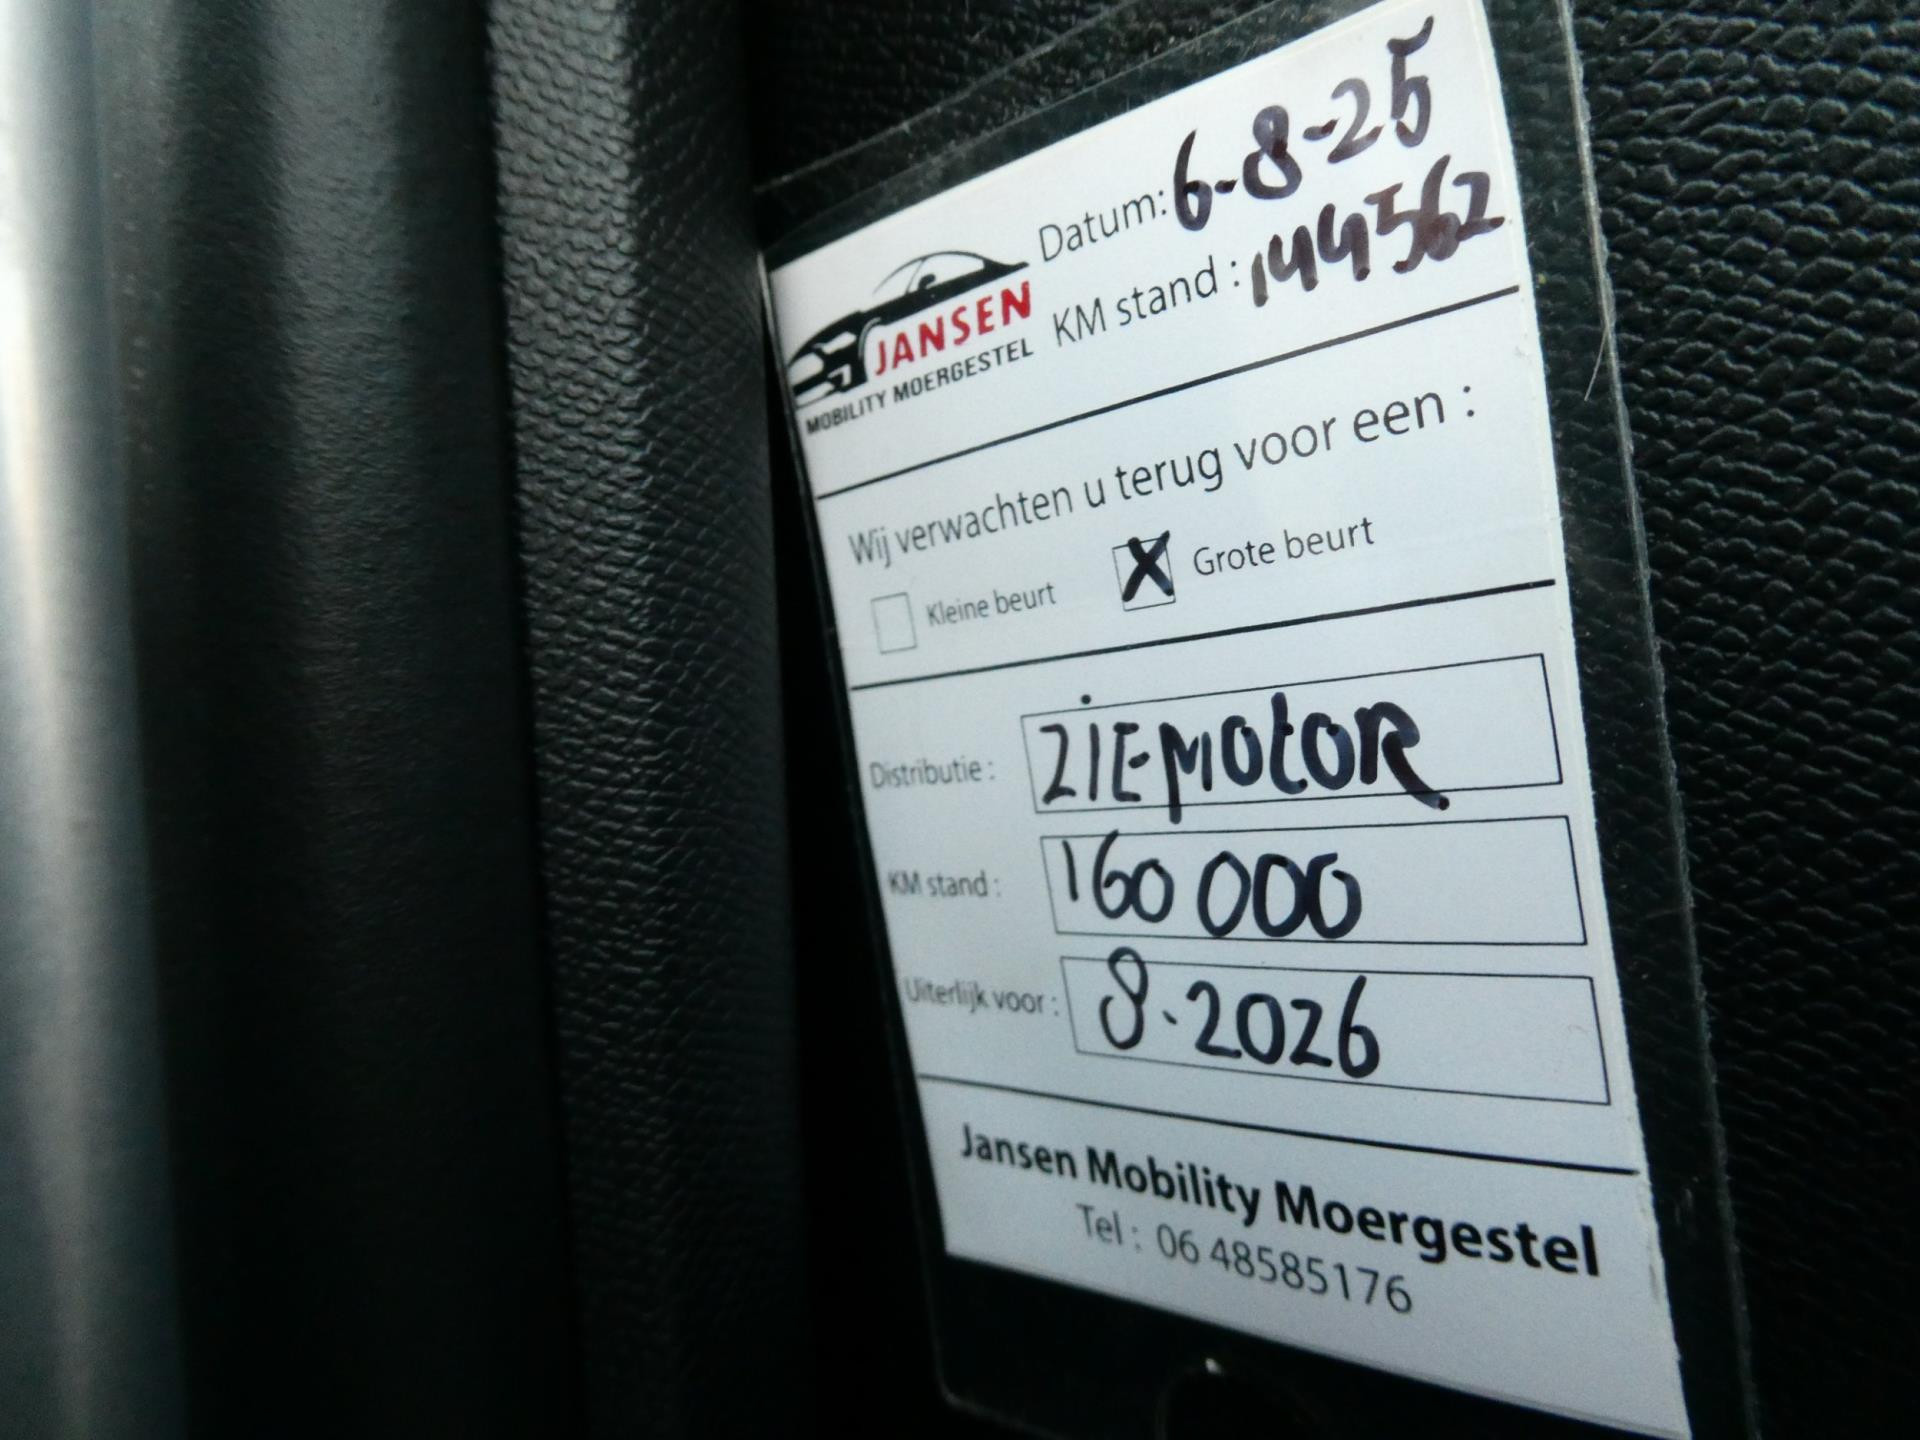 JANSEN
MOBILITY MOERGESTEL
Datum: 6-8-25
KM stand : 144562
Wij verwachten u terug voor een :
Kleine beurt X Grote beurt
Distributie : ZIE MOTOR
KM stand : 160 000
Uiterlijk voor : 8.2026
Jansen Mobility Moergestel
Tel : 06 48585176